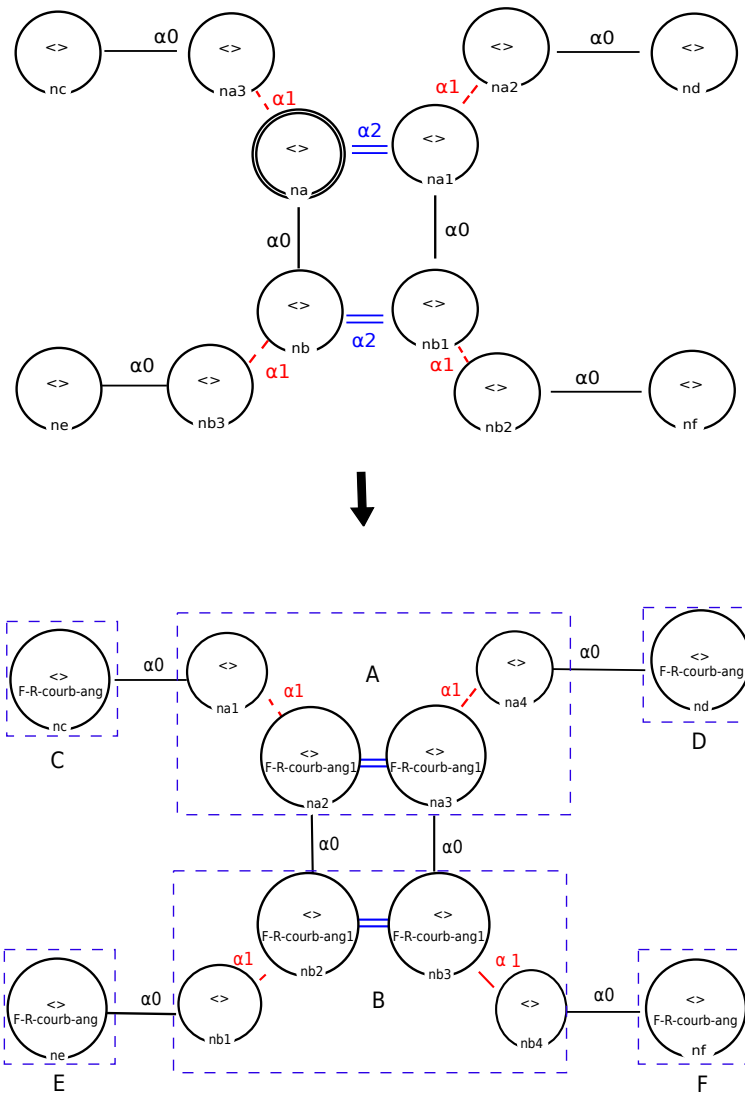 <> α0 <> <> α0 <>
nc na3 na2 nd
α1 α1
α2
<> <>
na na1
α0 α0
<> <>
nb α2 nb1
α0 α1 α1 α0
<> <> <> <>
ne nb3 nb2 nf
<> α0 <> A <> α0 <>
F-R-courb-ang α1 α1 F-R-courb-ang
nc na1 na4 nd
C D
<> <>
F-R-courb-ang1 F-R-courb-ang1
na2 na3
α0 α0
<> <>
F-R-courb-ang1 F-R-courb-ang1
nb2 nb3
α1 α 1
<> α0 <> B <> α0 <>
F-R-courb-ang F-R-courb-ang
ne nb1 nb4 nf
E F